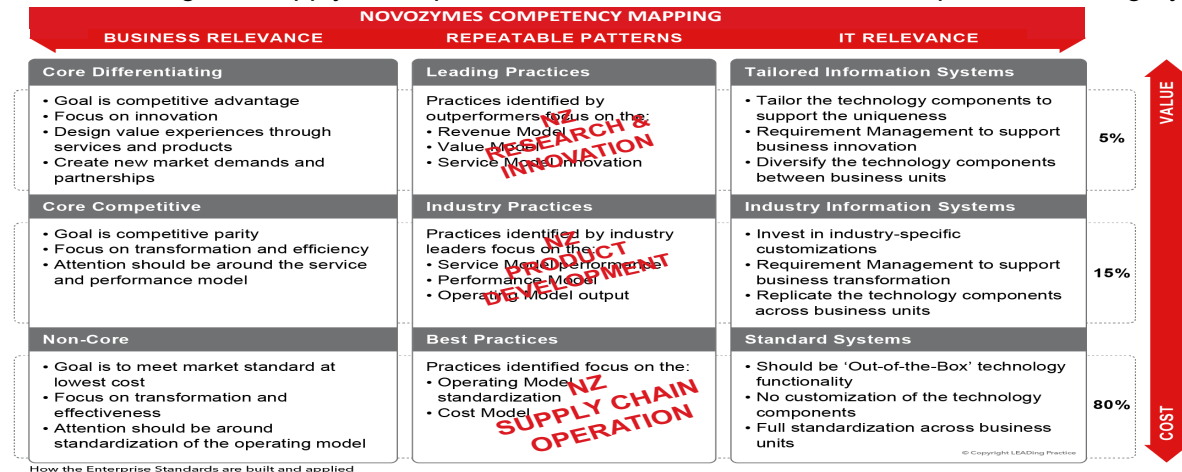 NOVOZYMES COMPETENCY MAPPING
BUSINESS RELEVANCE
REPEATABLE PATTERNS
IT RELEVANCE
Core Differentiating
• Goal is competitive advantage
• Focus on innovation
• Design value experiences through
services and products
• Create new market demands and
partnerships
Leading Practices
Practices identified by
outperformers focus on the:
• Revenue Model
• Value Model
• Service Model Innovation
NZ
RESEARCH &
INNOVATION
Tailored Information Systems
• Tailor the technology components to
support the uniqueness
• Requirement Management to support
business innovation
• Diversify the technology components
between business units
5%
VALUE
Core Competitive
• Goal is competitive parity
• Focus on transformation and efficiency
• Attention should be around the service
and performance model
Industry Practices
Practices identified by industry
leaders focus on the:
• Service Model performance
• Performance Model
• Operating Model output
NZ
PRODUCT
DEVELOPMENT
Industry Information Systems
• Invest in industry-specific
customizations
• Requirement Management to support
business transformation
• Replicate the technology components
across business units
15%
Non-Core
• Goal is to meet market standard at
lowest cost
• Focus on transformation and
effectiveness
• Attention should be around
standardization of the operating model
Best Practices
Practices identified focus on the:
• Operating Model
standardization
• Cost Model
NZ
SUPPLY CHAIN
OPERATION
Standard Systems
• Should be ‘Out-of-the-Box’ technology
functionality
• No customization of the technology
components
• Full standardization across business
units
80%
COST
© Copyright LEADing Practice
How the Enterprise Standards are built and applied